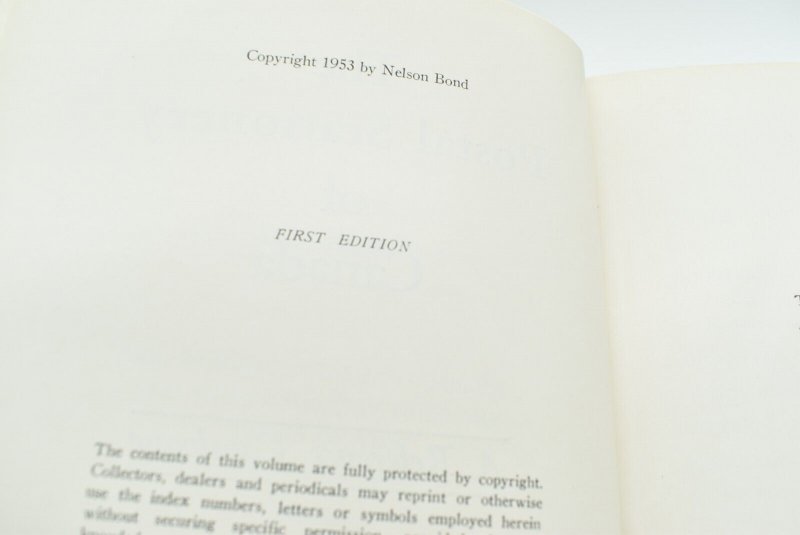 Copyright 1953 by Nelson Bond
FIRST EDITION
The contents of this volume are fully protected by copyright.
Collectors, dealers and periodicals may reprint or otherwise
use the index numbers, letters or symbols employed herein
without securing specific permission